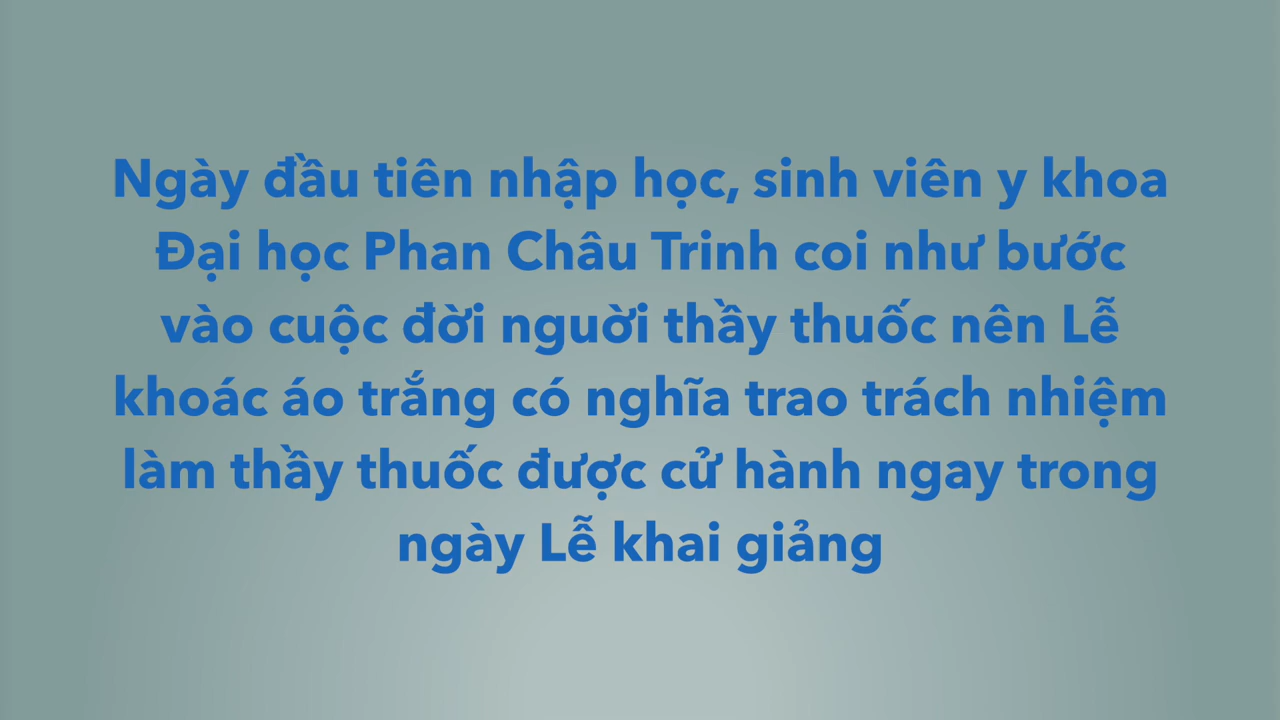 Ngày đầu tiên nhập học, sinh viên y khoa
Đại học Phan Châu Trinh coi như bước
vào cuộc đời nguời thầy thuốc nên Lễ
khoác áo trắng có nghĩa trao trách nhiệm
làm thầy thuốc được cử hành ngay trong
ngày Lễ khai giảng